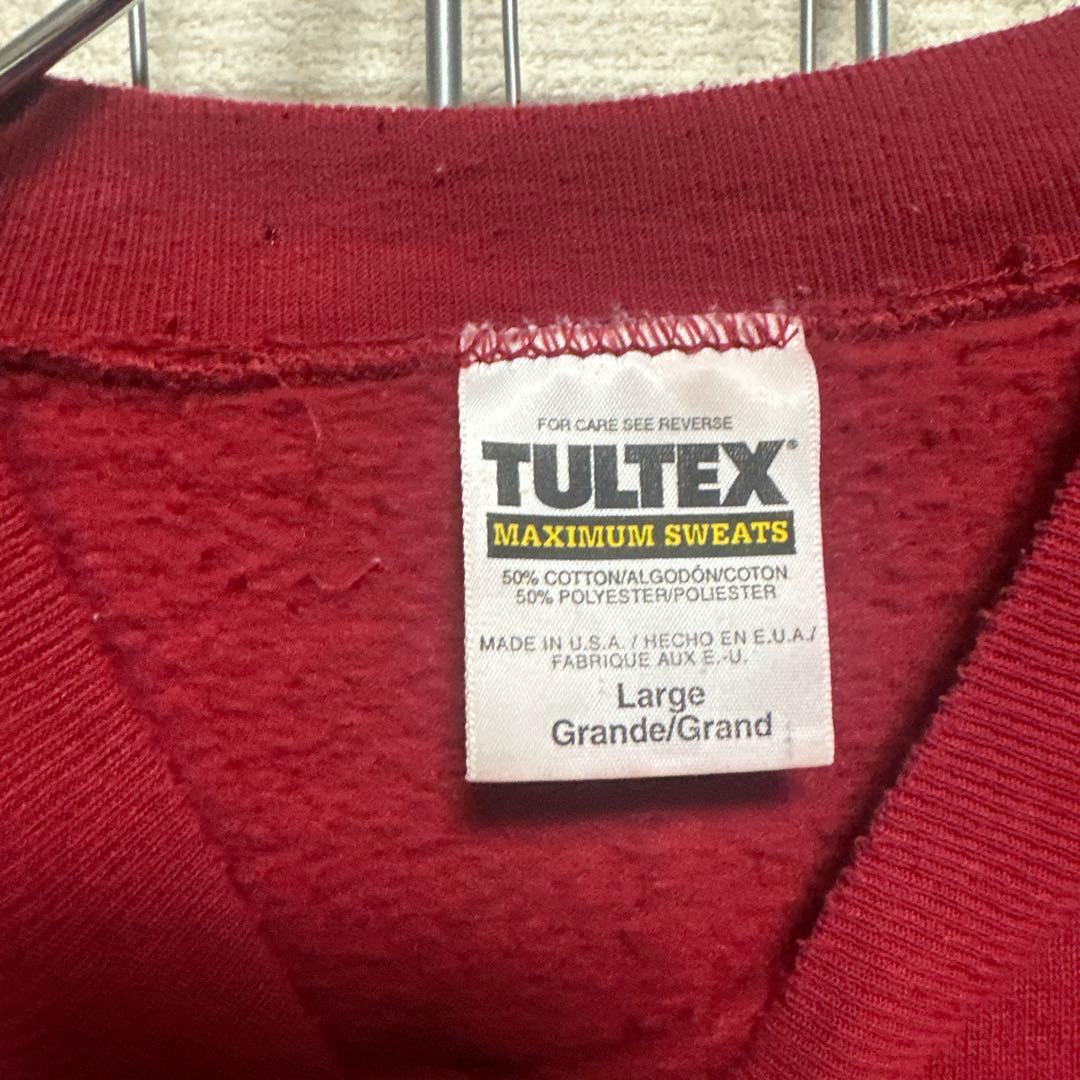 FOR CARE SEE REVERSE
TULTEX®
MAXIMUM SWEATS
50% COTTON/ALGODÓN/COTON
50% POLYESTER/POLIESTER
MADE IN U.S.A. / HECHO EN E.U.A./
FABRIQUE AUX E.-U.
Large
Grande/Grand